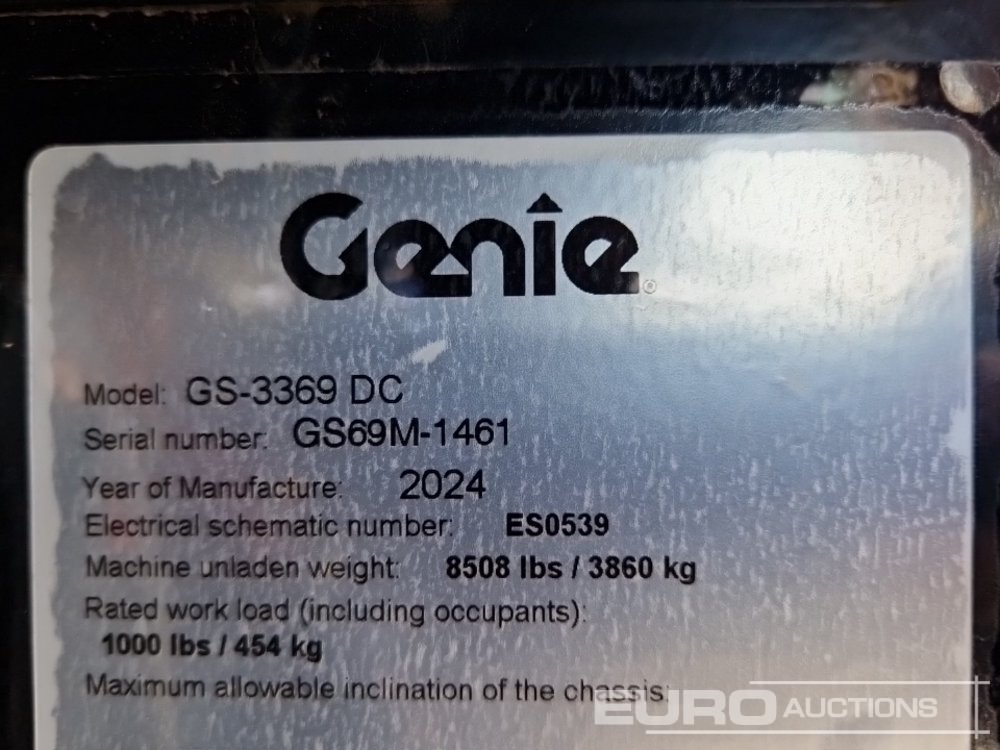 Genie®
Model: GS-3369 DC
Serial number: GS69M-1461
Year of Manufacture: 2024
Electrical schematic number: ES0539
Machine unladen weight: 8508 lbs / 3860 kg
Rated work load (including occupants):
1000 lbs / 454 kg
Maximum allowable inclination of the chassis:
EURO AUCTIONS